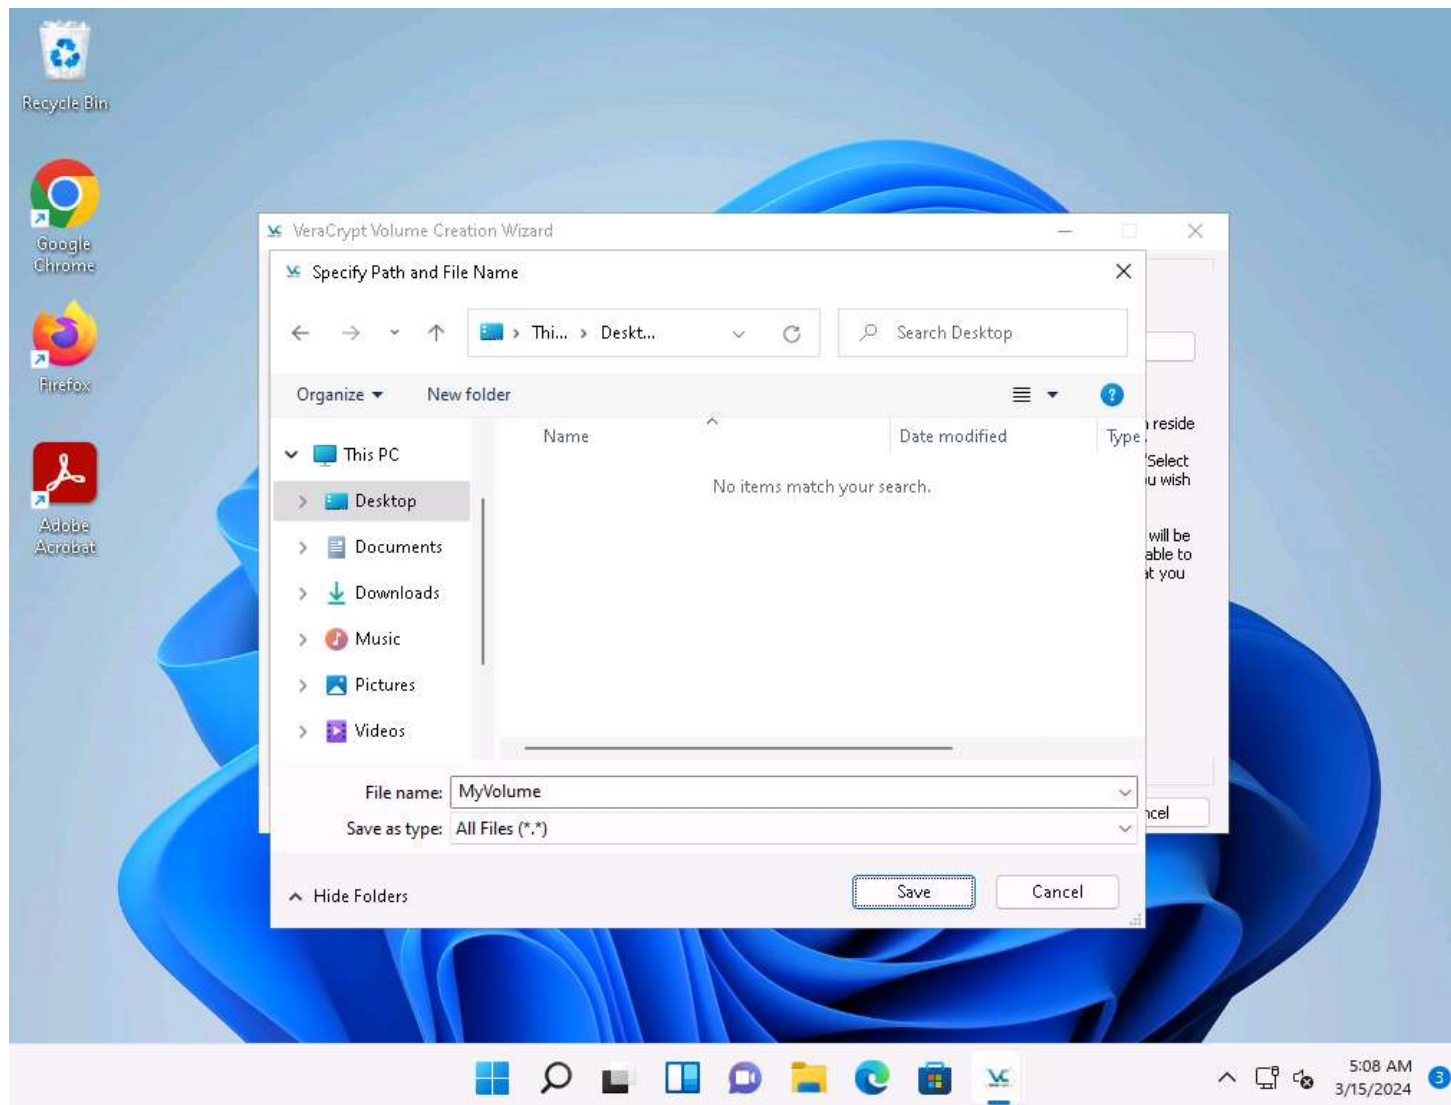 Recycle Bin
Google
Chrome
Firefox
Adobe
Acrobat
VeraCrypt Volume Creation Wizard
Specify Path and File Name
Thi... > Deskt...
Search Desktop
Organize
New folder
Name
Date modified
Type
This PC
Desktop
Documents
Downloads
Music
Pictures
Videos
No items match your search.
reside
'Select
u wish
will be
able to
at you
File name: MyVolume
Save as type: All Files (*.*)
Hide Folders
Save
Cancel
ncel
5:08 AM
3/15/2024
3